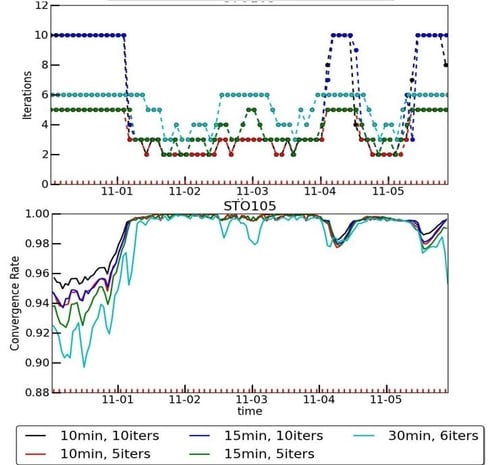 12
10
8
6
4
2
0
Iterations
11-01 11-02 11-03 11-04 11-05
STO105
1.00
0.98
0.96
0.94
0.92
0.90
0.88
Convergence Rate
11-01 11-02 11-03 11-04 11-05
time
10min, 10iters 15min, 10iters 30min, 6iters
10min, 5iters 15min, 5iters